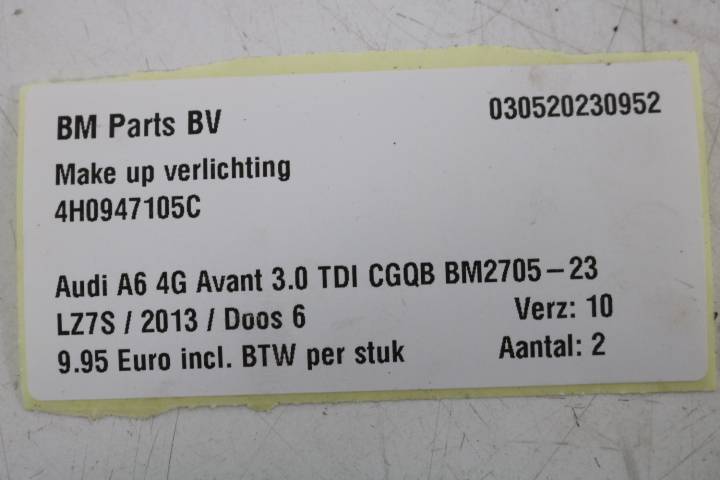 BM Parts BV 030520230952
Make up verlichting
4H0947105C
Audi A6 4G Avant 3.0 TDI CGQB BM2705-23
LZ7S / 2013 / Doos 6 Verz: 10
9.95 Euro incl. BTW per stuk Aantal: 2